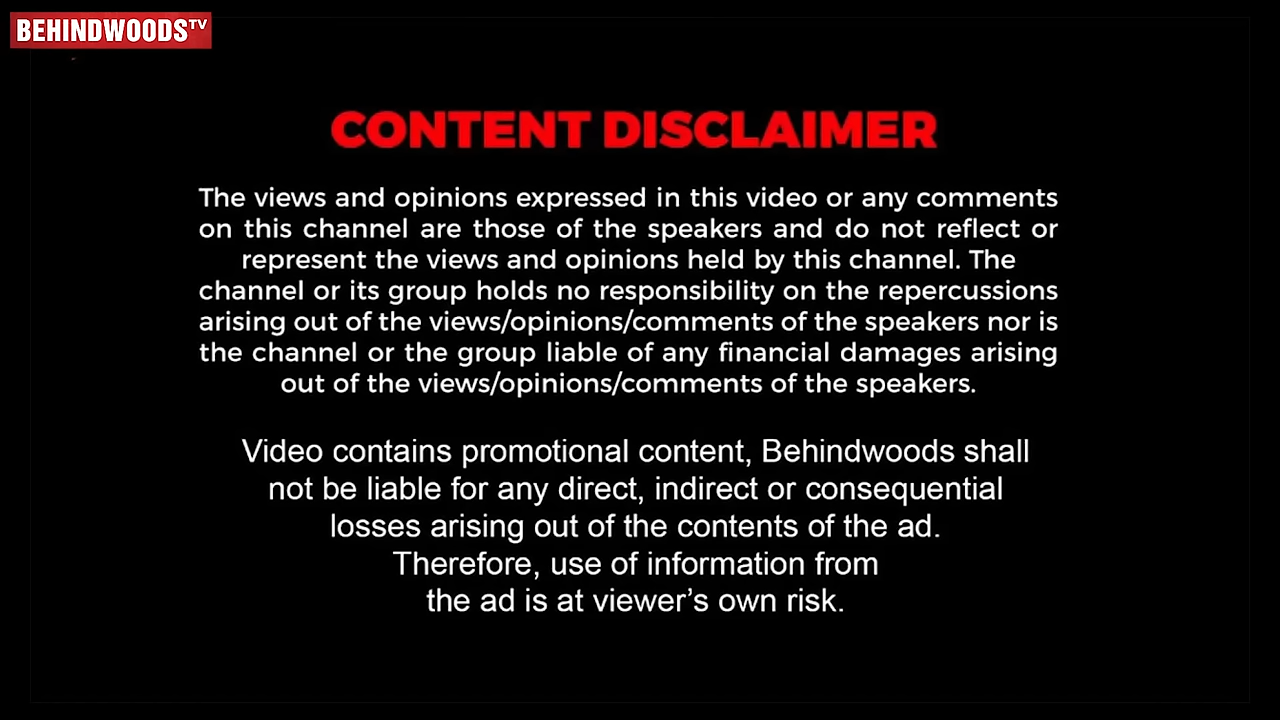 BEHINDWOODS TV
CONTENT DISCLAIMER
The views and opinions expressed in this video or any comments
on this channel are those of the speakers and do not reflect or
represent the views and opinions held by this channel. The
channel or its group holds no responsibility on the repercussions
arising out of the views/opinions/comments of the speakers nor is
the channel or the group liable of any financial damages arising
out of the views/opinions/comments of the speakers.
Video contains promotional content, Behindwoods shall
not be liable for any direct, indirect or consequential
losses arising out of the contents of the ad.
Therefore, use of information from
the ad is at viewer’s own risk.